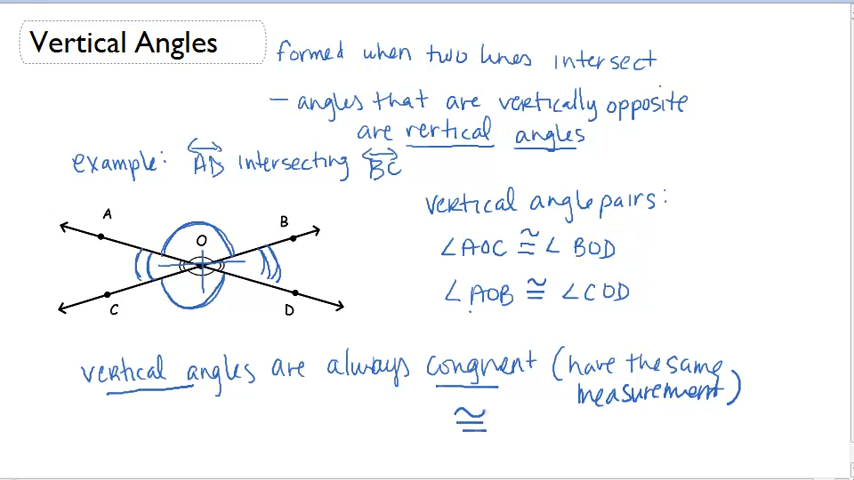 Vertical Angles
formed when two lines intersect
- angles that are vertically opposite
are vertical angles
example: AD intersecting BC
vertical angle pairs:
∠AOC ≅ ∠BOD
∠AOB ≅ ∠COD
A
B
O
C
D
vertical angles are always congruent (have the same
measurement)
≅